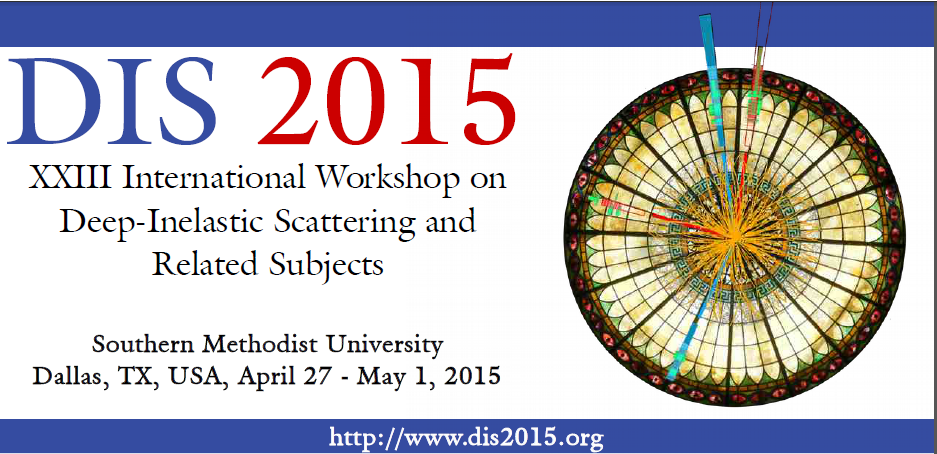 DIS 2015
XXIII International Workshop on
Deep-Inelastic Scattering and
Related Subjects
Southern Methodist University
Dallas, TX, USA, April 27 - May 1, 2015
http://www.dis2015.org